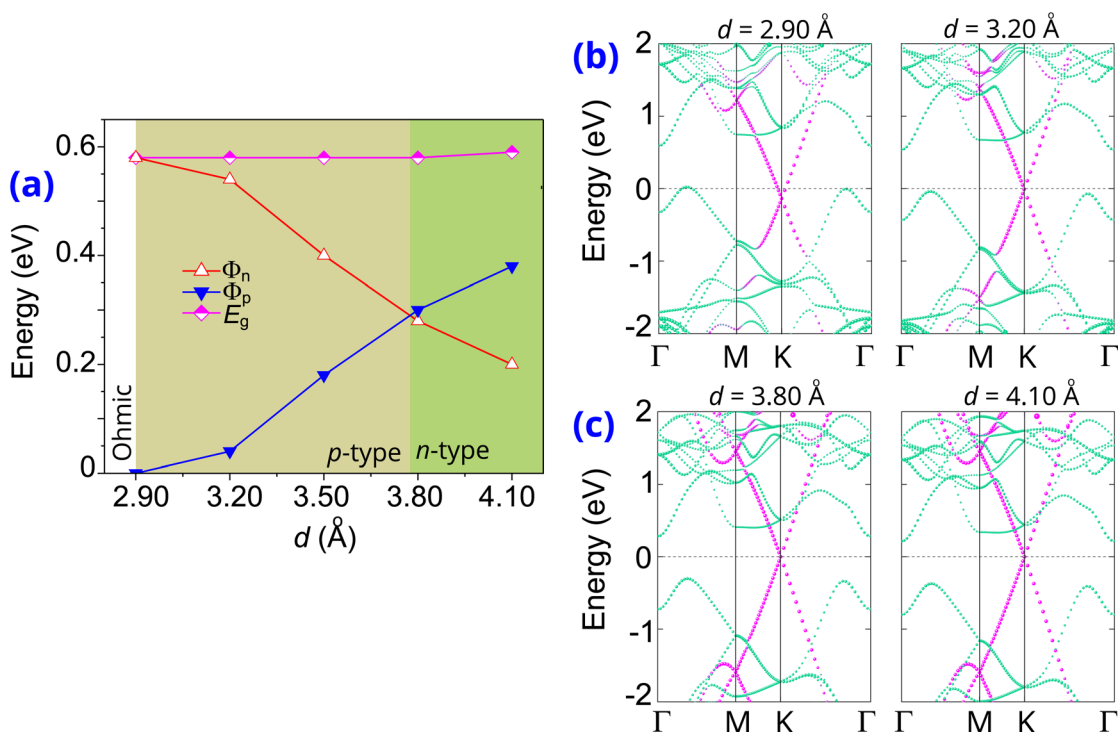 (a)
Energy (eV)
0.6
0.4
0.2
0
Φn
Φp
Eg
Ohmic
p-type
n-type
2.90 3.20 3.50 3.80 4.10
d (Å)
(b)
d = 2.90 Å
d = 3.20 Å
Energy (eV)
2
1
0
-1
-2
Γ M K Γ
Γ M K Γ
(c)
d = 3.80 Å
d = 4.10 Å
Energy (eV)
2
1
0
-1
-2
Γ M K Γ
Γ M K Γ